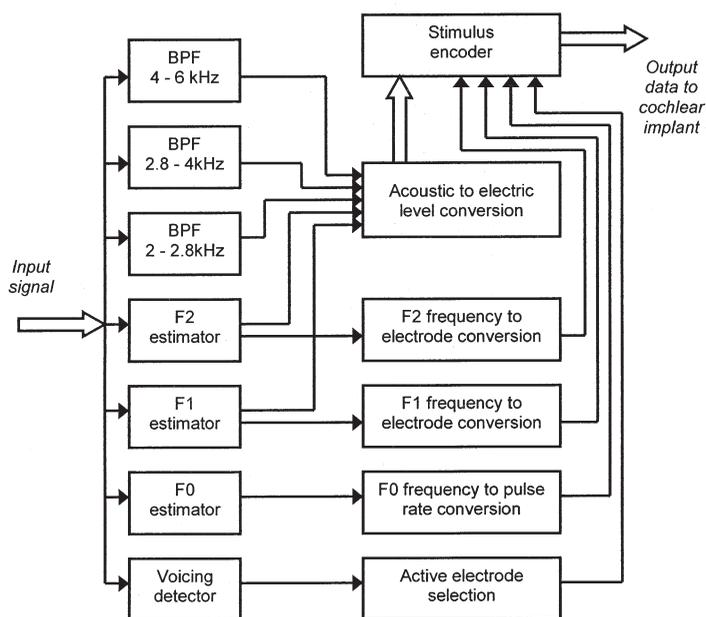 Stimulus
encoder
BPF
4 - 6 kHz
Output
data to
cochlear
implant
BPF
2.8 - 4kHz
Acoustic to electric
level conversion
BPF
2 - 2.8kHz
Input
signal
F2
estimator
F2 frequency to
electrode conversion
F1
estimator
F1 frequency to
electrode conversion
F0
estimator
F0 frequency to pulse
rate conversion
Voicing
detector
Active electrode
selection